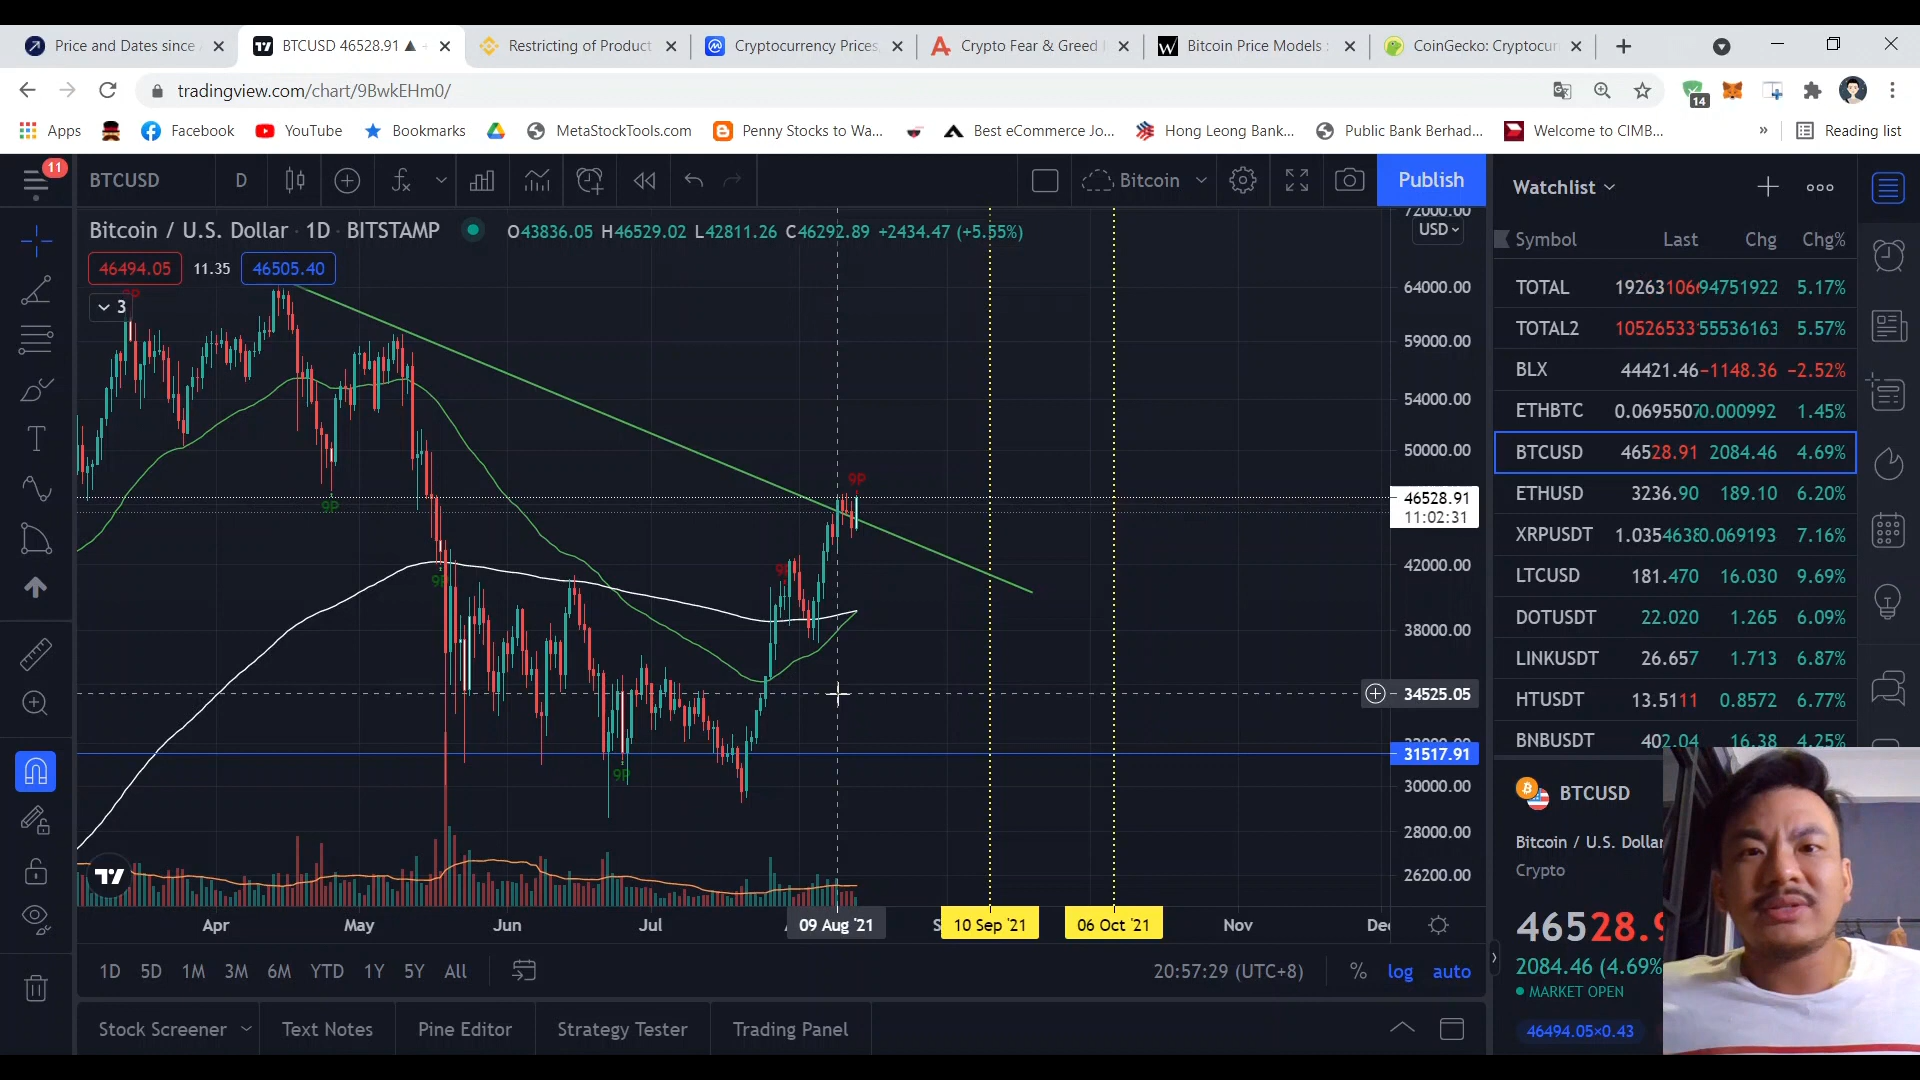 Price and Dates since
BTCUSD 46528.91 ▲
Restricting of Product
Cryptocurrency Prices
Crypto Fear & Greed
Bitcoin Price Models
CoinGecko: Cryptocur
tradingview.com/chart/9BwkEHm0/
14
Apps
Facebook
YouTube
Bookmarks
MetaStockTools.com
Penny Stocks to Wa...
Best eCommerce Jo...
Hong Leong Bank...
Public Bank Berhad...
Welcome to CIMB...
»
Reading list
11
BTCUSD
D
Bitcoin
Publish
Bitcoin / U.S. Dollar · 1D · BITSTAMP
O43836.05 H46529.02 L42811.26 C46292.89 +2434.47 (+5.55%)
46494.05
11.35
46505.40
3
9P
9P
9P
9P
9P
72000.00
USD
64000.00
59000.00
54000.00
50000.00
46528.91
11:02:31
42000.00
38000.00
34525.05
31517.91
30000.00
28000.00
26200.00
Apr
May
Jun
Jul
09 Aug '21
10 Sep '21
06 Oct '21
Nov
1D
5D
1M
3M
6M
YTD
1Y
5Y
All
20:57:29 (UTC+8)
%
log
auto
Stock Screener
Text Notes
Pine Editor
Strategy Tester
Trading Panel
Watchlist
Symbol Last Chg Chg%
TOTAL 5.17%
TOTAL2 5.57%
BLX 44421.46 −1148.36 −2.52%
ETHBTC 0.0695507 0.000992 1.45%
BTCUSD 46528.91 2084.46 4.69%
ETHUSD 3236.90 189.10 6.20%
XRPUSDT 7.16%
LTCUSD 181.470 16.030 9.69%
DOTUSDT 22.020 1.265 6.09%
LINKUSDT 26.657 1.713 6.87%
HTUSDT 13.5111 0.8572 6.77%
BNBUSDT 402.04 16.38 4.25%
BTCUSD
Bitcoin / U.S. Dollar
Crypto
46528.9
2084.46 (4.69%
MARKET OPEN
46494.05×0.43